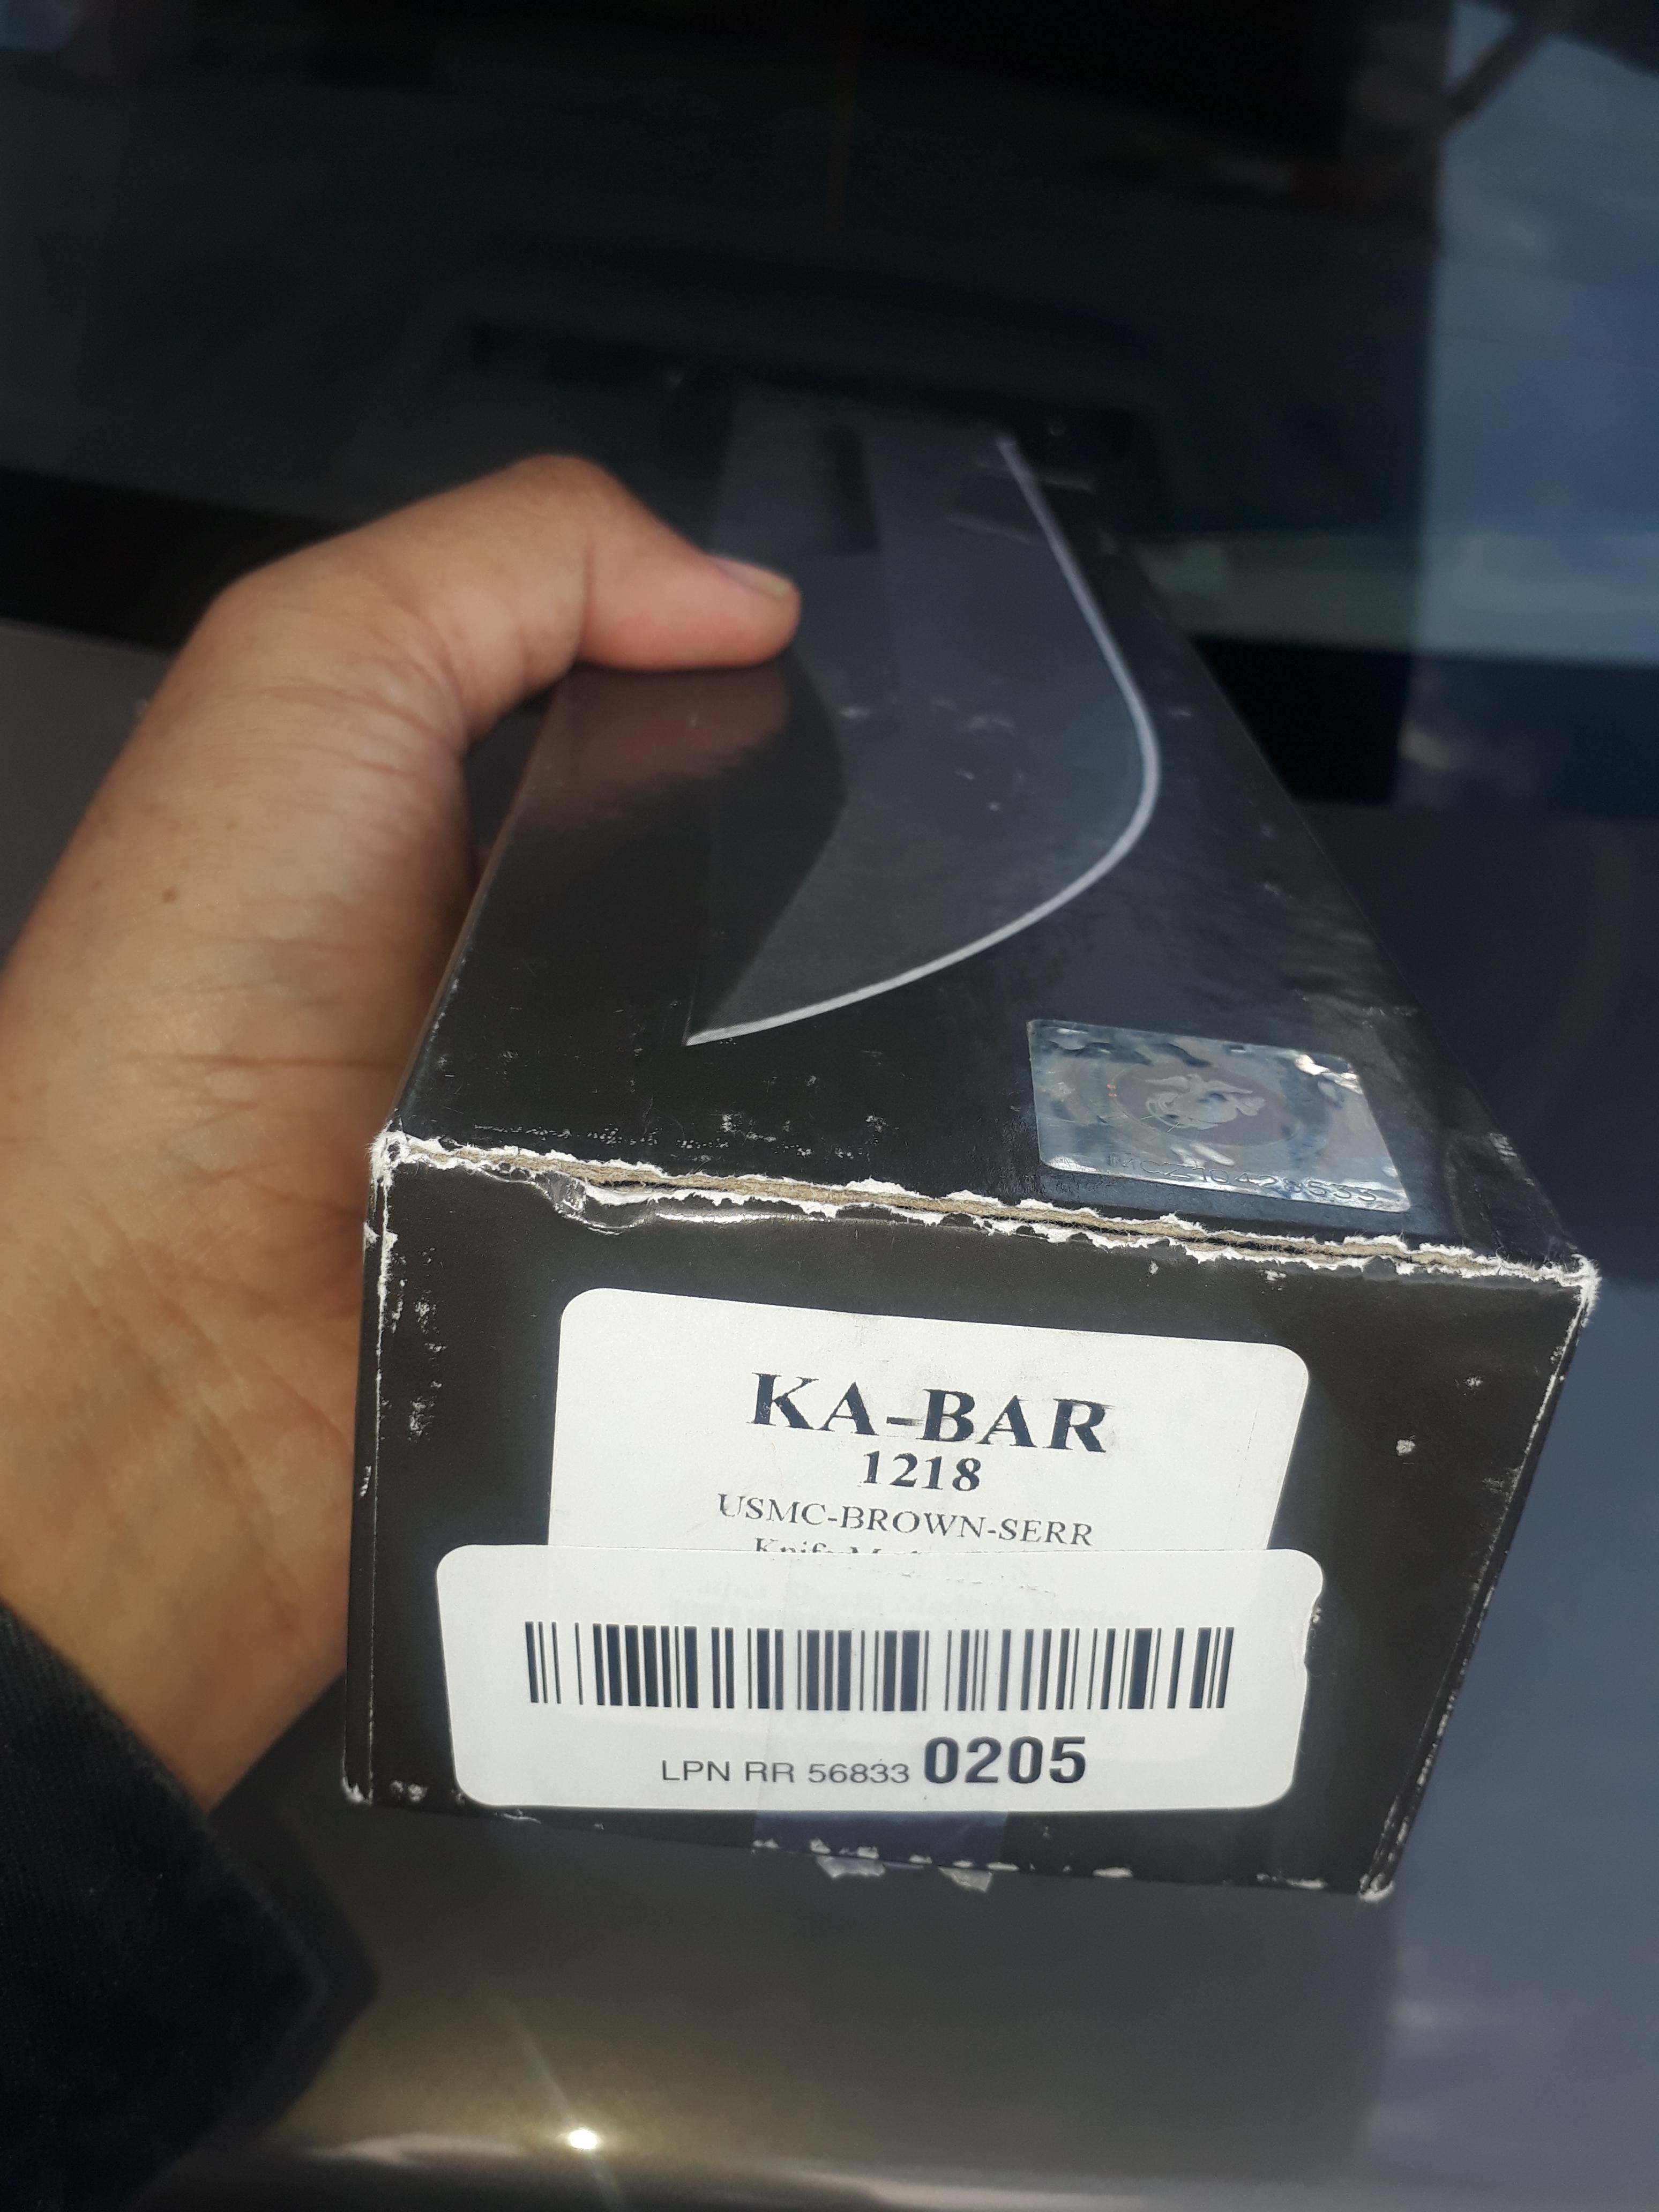 KA-BAR
1218
USMC-BROWN-SERR
LPN RR 56833 0205